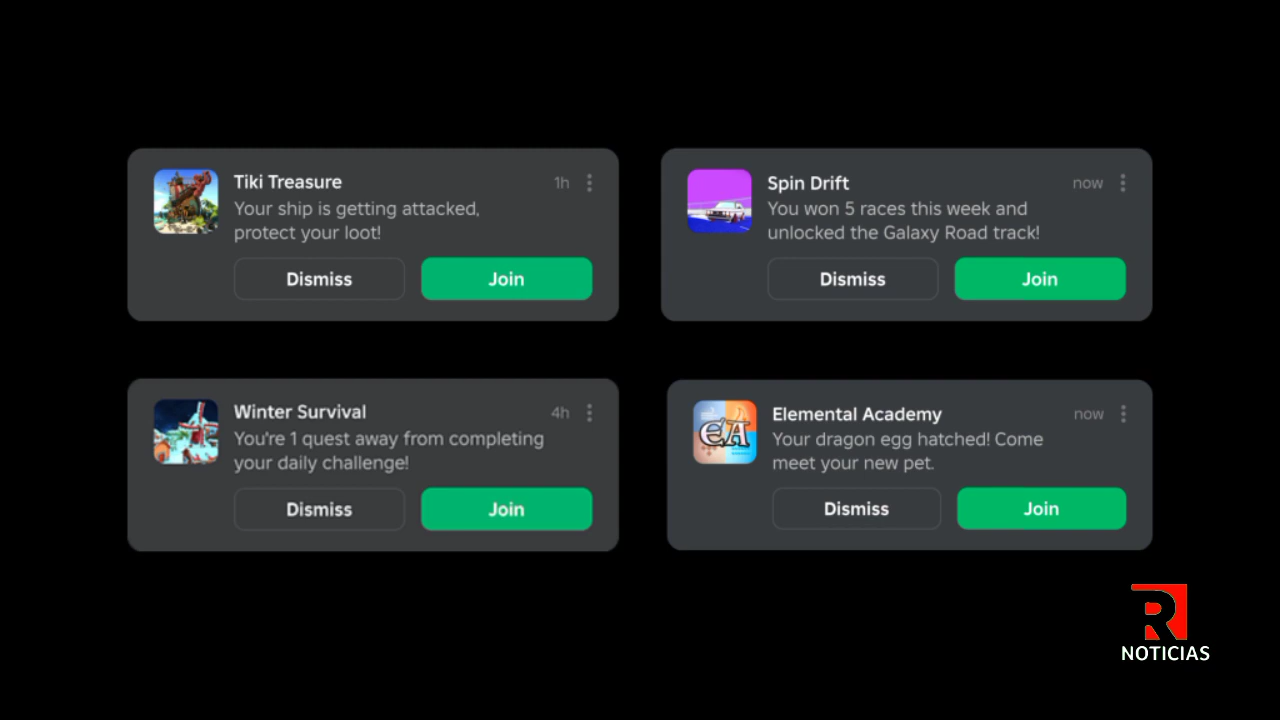 Tiki Treasure
1h
Your ship is getting attacked,
protect your loot!
Dismiss
Join
Spin Drift
now
You won 5 races this week and
unlocked the Galaxy Road track!
Dismiss
Join
Winter Survival
4h
You're 1 quest away from completing
your daily challenge!
Dismiss
Join
EA
Elemental Academy
now
Your dragon egg hatched! Come
meet your new pet.
Dismiss
Join
R
NOTICIAS